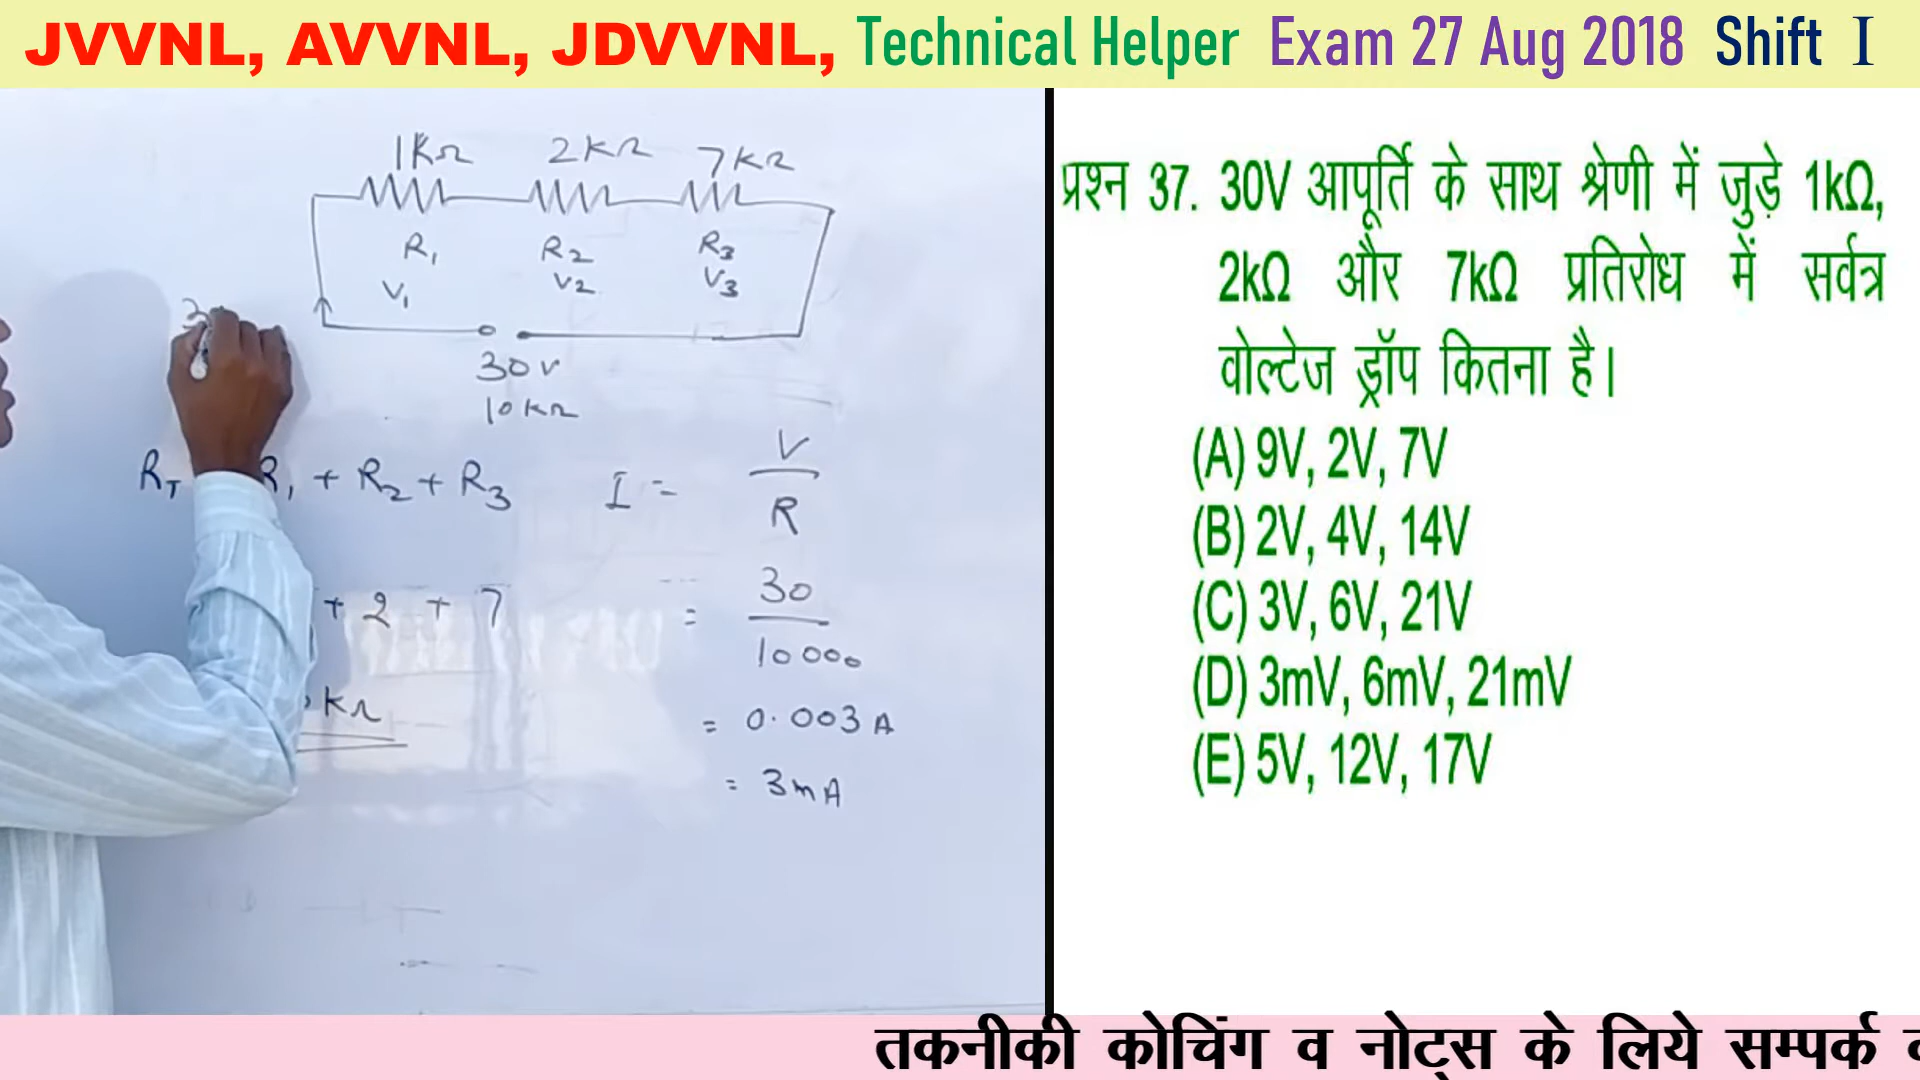 JVVNL, AVVNL, JDVVNL, Technical Helper Exam 27 Aug 2018 Shift I
1KΩ 2KΩ 7KΩ
R1 R2 R3
V1 V2 V3
30V
10KΩ
RT R1 + R2 + R3
+ 2 + 7
KΩ
I = V/R
= 30/10000
= 0.003 A
= 3mA
प्रश्न 37. 30V आपूर्ति के साथ श्रेणी में जुड़े 1kΩ,
2kΩ और 7kΩ प्रतिरोध में सर्वत्र
वोल्टेज ड्रॉप कितना है।
(A) 9V, 2V, 7V
(B) 2V, 4V, 14V
(C) 3V, 6V, 21V
(D) 3mV, 6mV, 21mV
(E) 5V, 12V, 17V
तकनीकी कोचिंग व नोट्स के लिये सम्पर्क